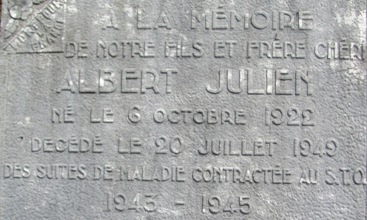 A LA MÉMOIRE
DE NOTRE FILS ET FRÈRE CHÉRI
ALBERT JULIEN
NÉ LE 6 OCTOBRE 1922
DÉCÉDÉ LE 20 JUILLET 1949
DES SUITES DE MALADIE CONTRACTÉE AU S.T.O.
1943 - 1945